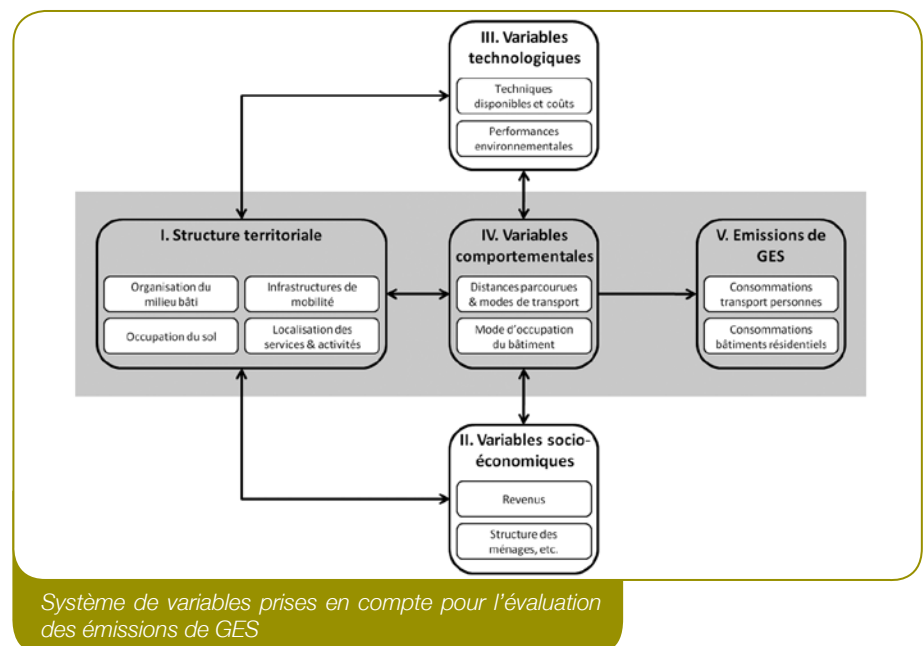 III. Variables
technologiques
Techniques
disponibles et coûts
Performances
environnementales
I. Structure territoriale
Organisation du
milieu bâti
Infrastructures de
mobilité
Occupation du sol
Localisation des
services & activités
IV. Variables
comportementales
Distances parcourues
& modes de transport
Mode d'occupation
du bâtiment
V. Emissions de
GES
Consommations
transport personnes
Consommations
bâtiments résidentiels
II. Variables socio-
économiques
Revenus
Structure des
ménages, etc.
Système de variables prises en compte pour l'évaluation
des émissions de GES